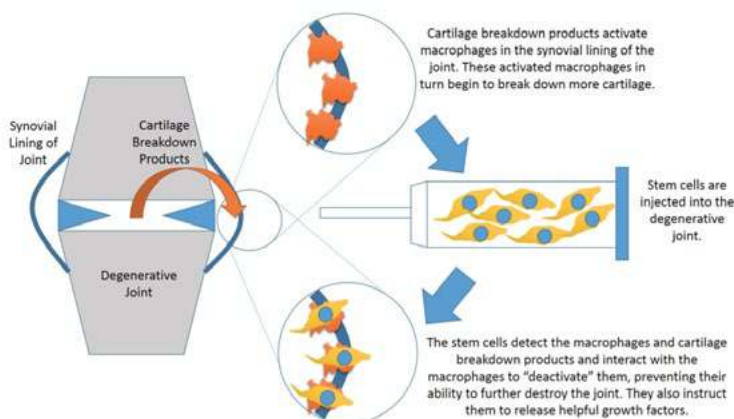 Cartilage breakdown products activate
macrophages in the synovial lining of the
joint. These activated macrophages in
turn begin to break down more cartilage.
Synovial
Lining of
Joint
Cartilage
Breakdown
Products
Stem cells are
injected into the
degenerative
joint.
Degenerative
Joint
The stem cells detect the macrophages and cartilage
breakdown products and interact with the
macrophages to “deactivate” them, preventing their
ability to further destroy the joint. They also instruct
them to release helpful growth factors.